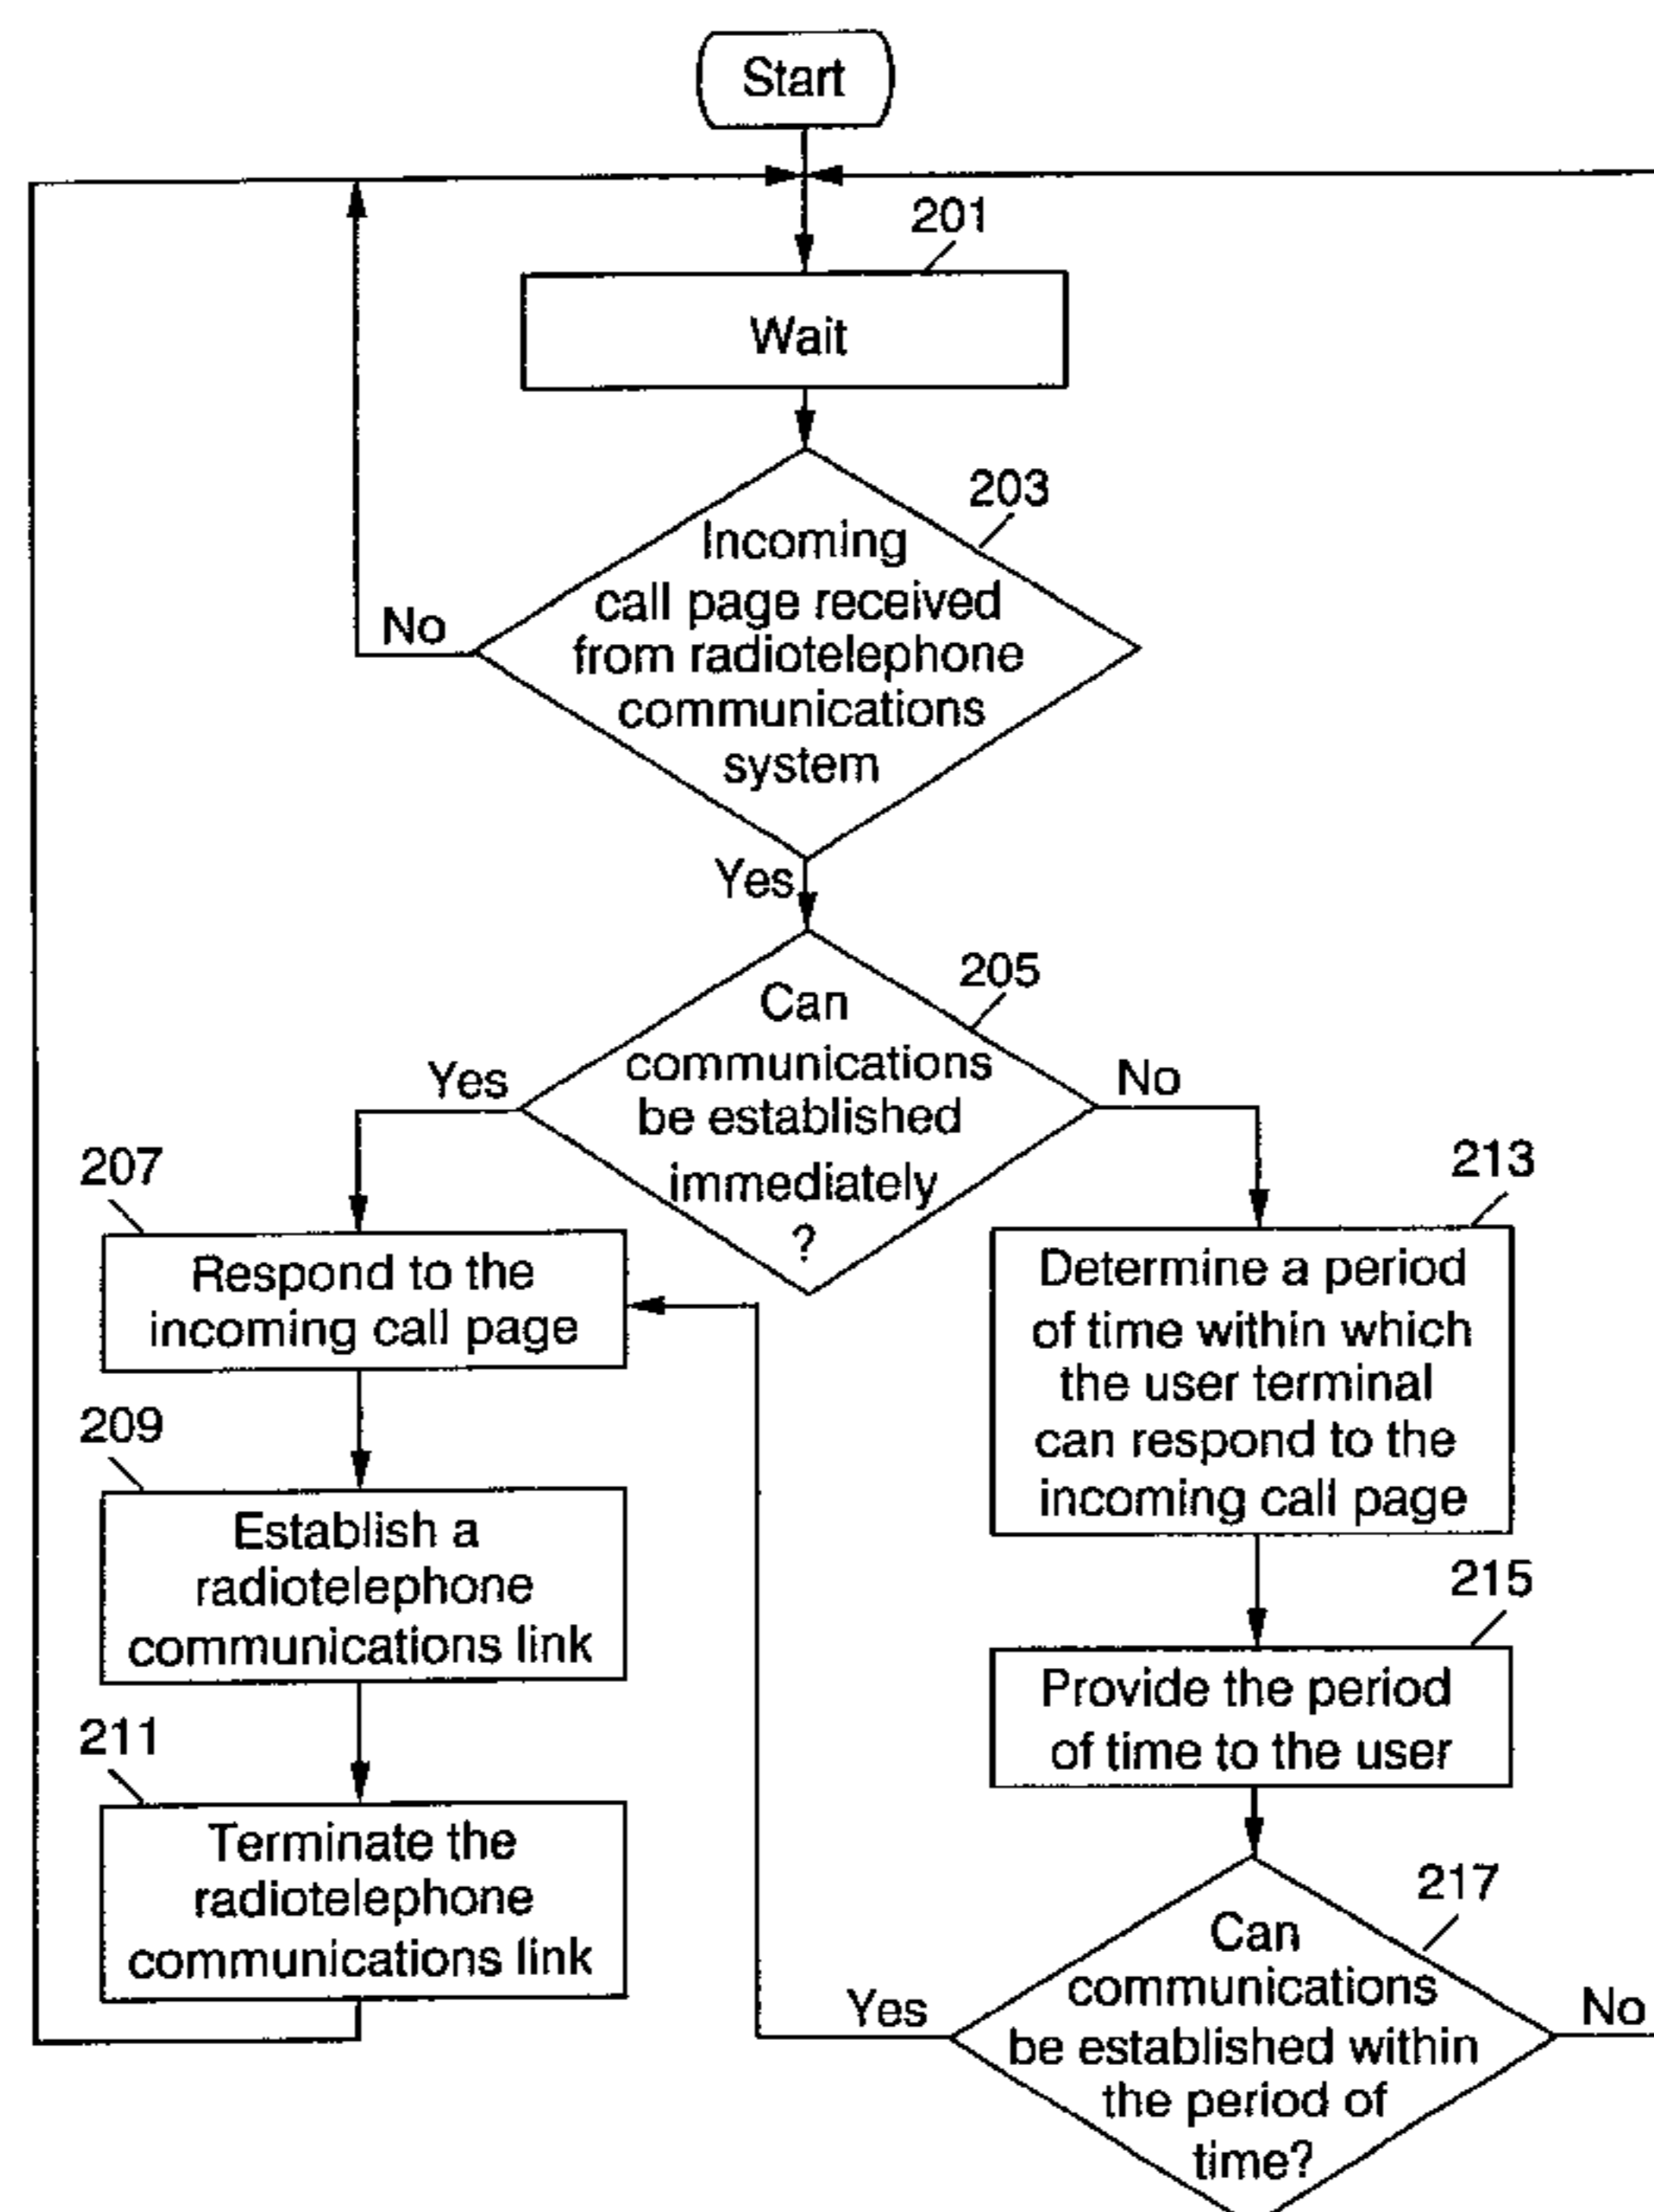 Start
201
Wait
203
Incoming
call page received
from radiotelephone
communications
system
No
Yes
205
Can
communications
be established
immediately
?
Yes
No
207
Respond to the
incoming call page
209
Establish a
radiotelephone
communications link
211
Terminate the
radiotelephone
communications link
213
Determine a period
of time within which
the user terminal
can respond to the
incoming call page
215
Provide the period
of time to the user
217
Can
communications
be established within
the period of
time?
Yes
No